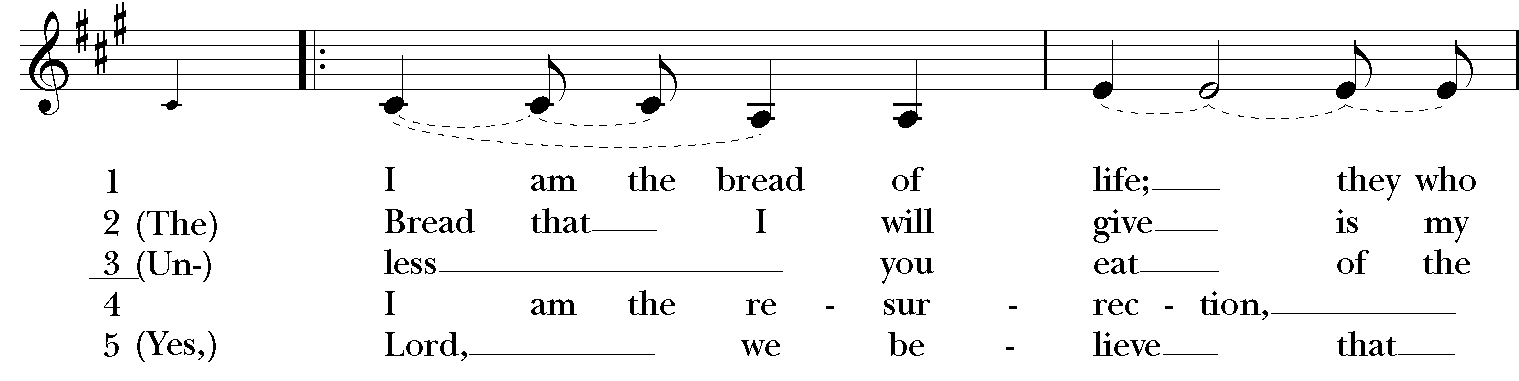 1 I am the bread of life; they who
2 (The) Bread that I will give is my
3 (Un-) less you eat of the
4 I am the re - sur - rec - tion,
5 (Yes,) Lord, we be - lieve that